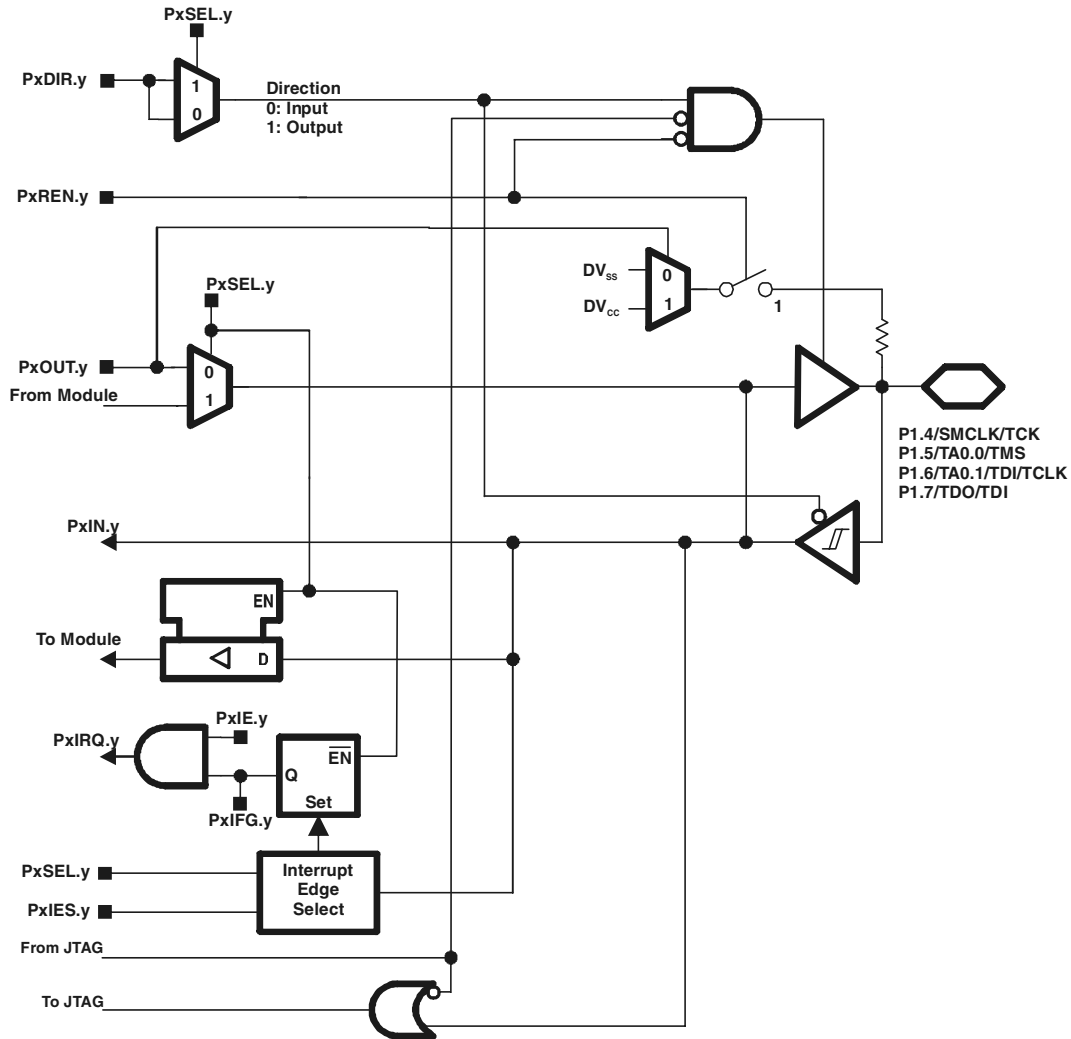 PxSEL.y
PxDIR.y
1
0
Direction
0: Input
1: Output
PxREN.y
DVSS
0
DVCC
1
1
PxSEL.y
PxOUT.y
0
From Module
1
P1.4/SMCLK/TCK
P1.5/TA0.0/TMS
P1.6/TA0.1/TDI/TCLK
P1.7/TDO/TDI
PxIN.y
EN
To Module
D
PxIE.y
PxIRQ.y
EN
Q
Set
PxIFG.y
PxSEL.y
Interrupt
Edge
Select
PxIES.y
From JTAG
To JTAG